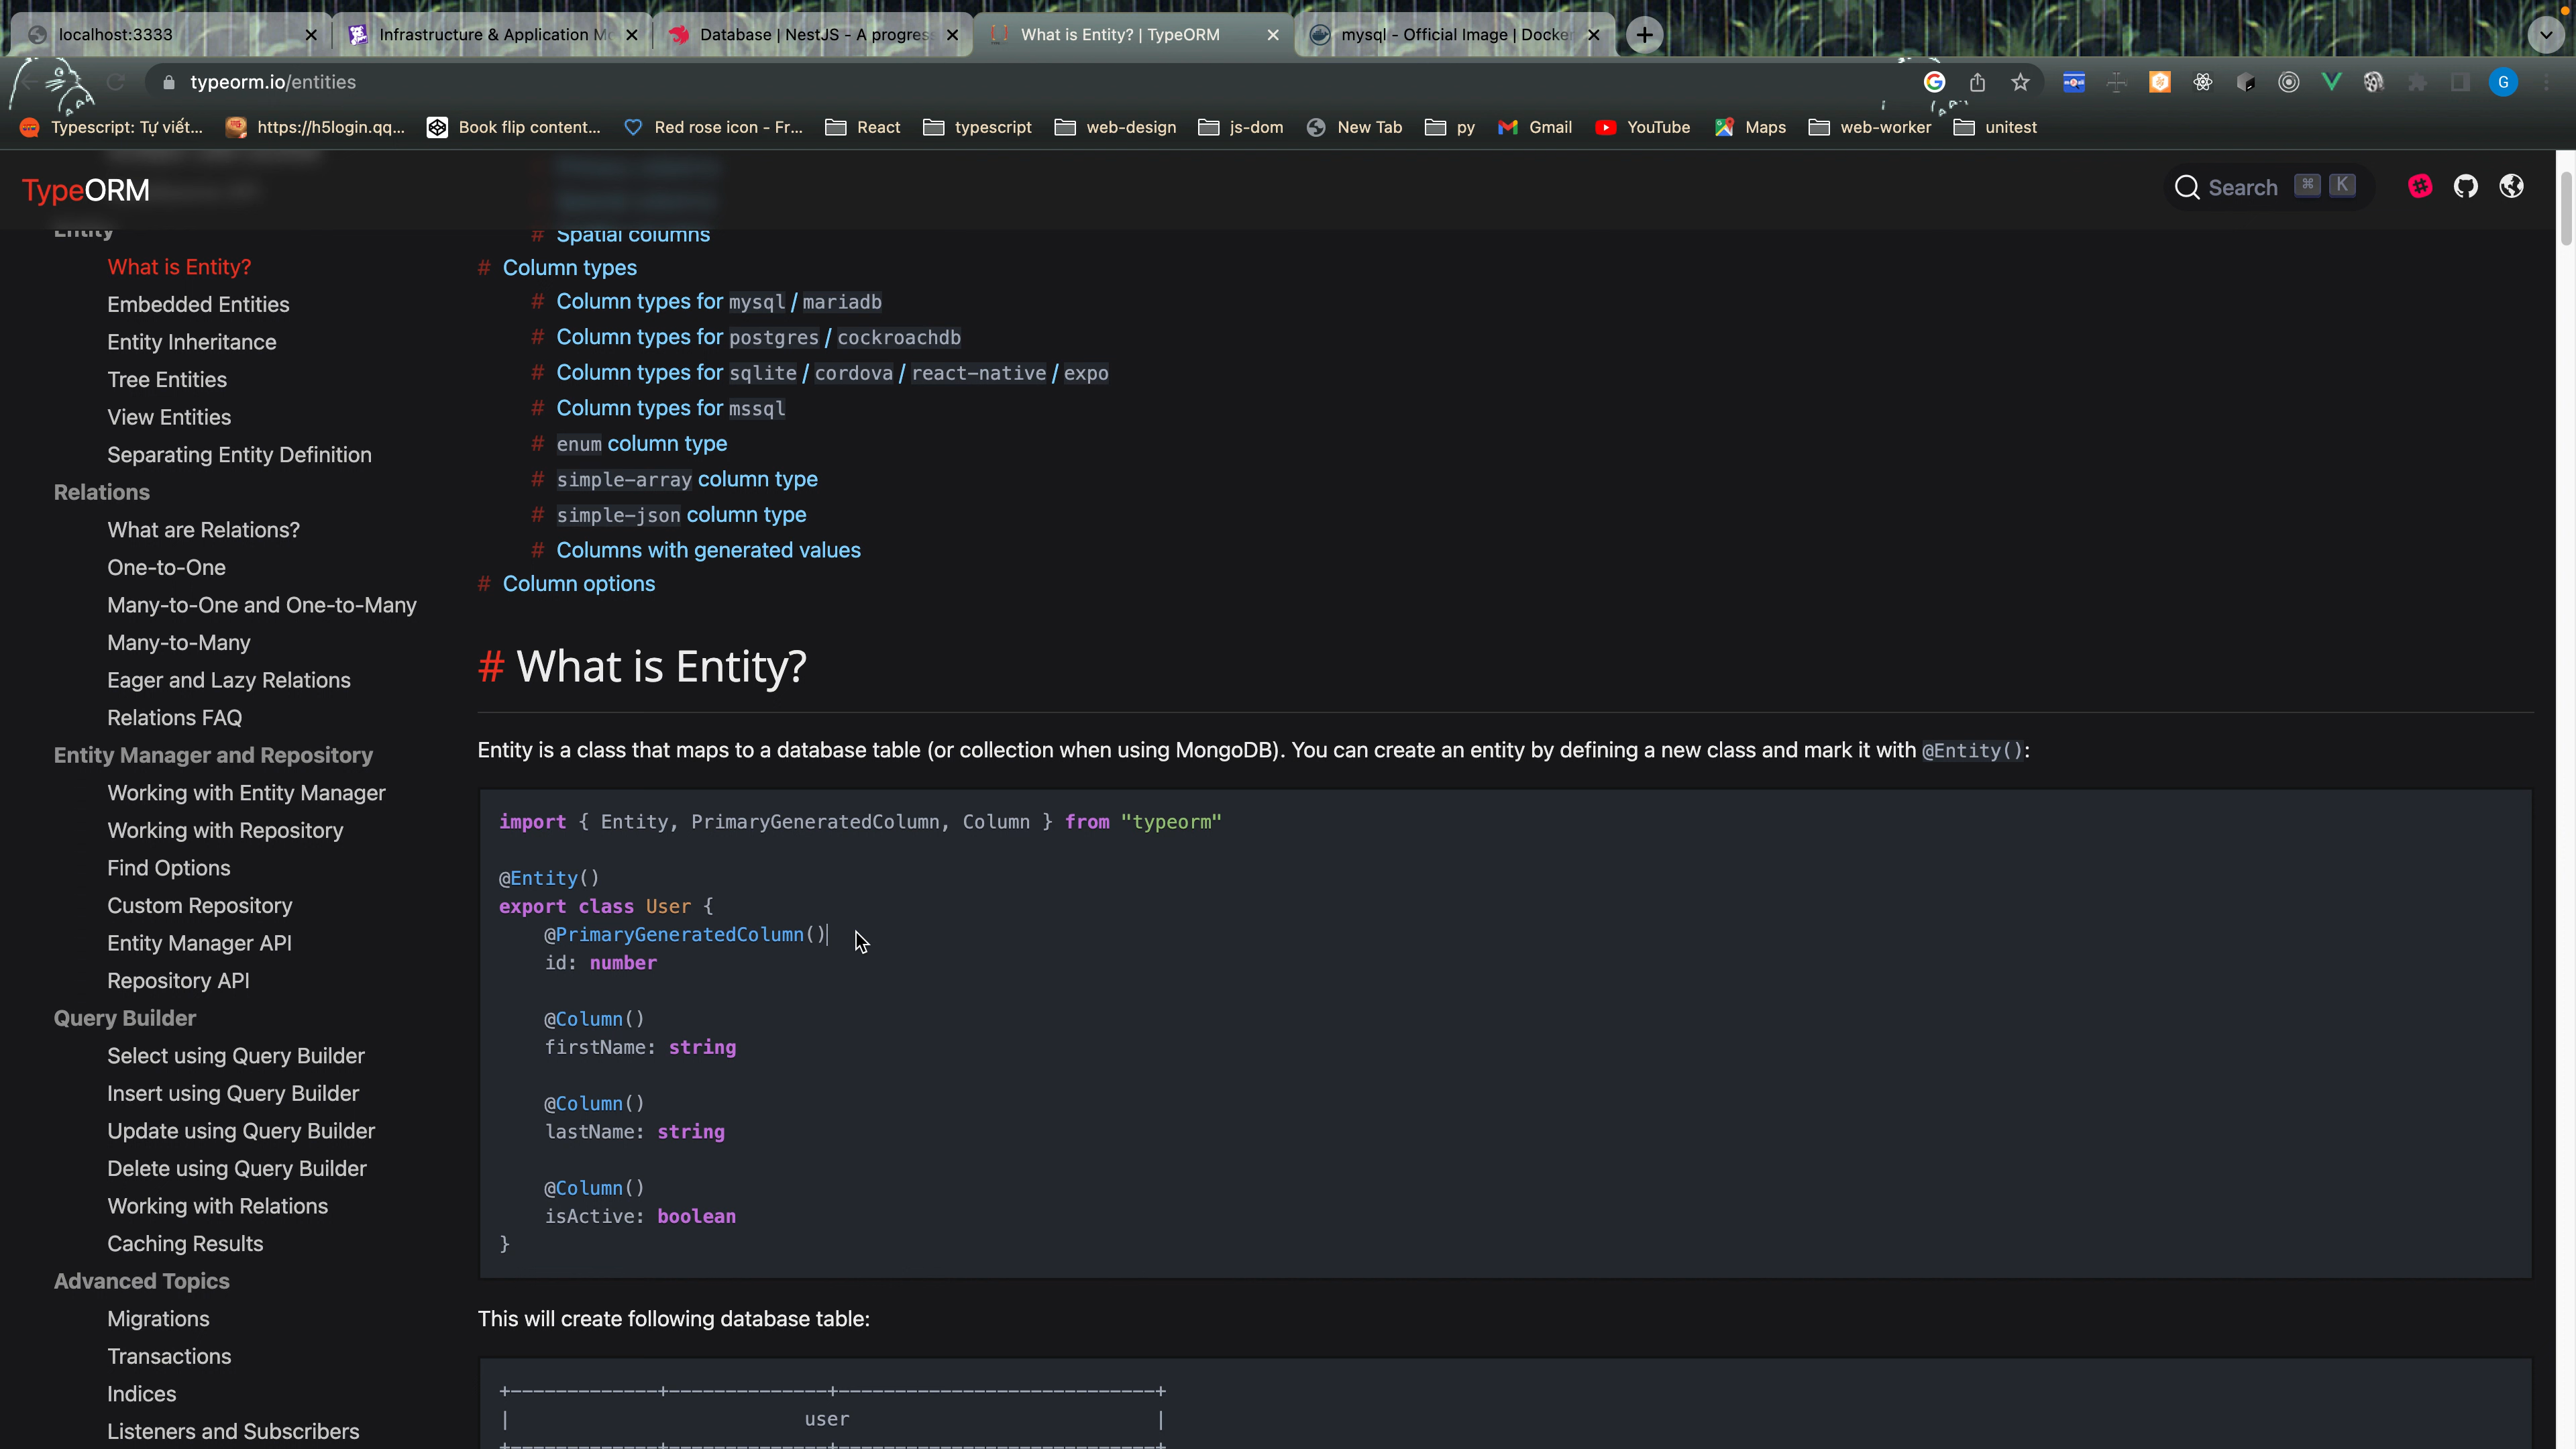 localhost:3333
Infrastructure & Application Mo
Database | NestJS - A progres
What is Entity? | TypeORM
mysql - Official Image | Docke
typeorm.io/entities
G
Typescript: Tự viết...
https://h5login.qq...
Book flip content...
Red rose icon - Fr...
React
typescript
web-design
js-dom
New Tab
py
Gmail
YouTube
Maps
web-worker
unitest
TypeORM
Search ⌘ K
Entity
What is Entity?
Embedded Entities
Entity Inheritance
Tree Entities
View Entities
Separating Entity Definition
Relations
What are Relations?
One-to-One
Many-to-One and One-to-Many
Many-to-Many
Eager and Lazy Relations
Relations FAQ
Entity Manager and Repository
Working with Entity Manager
Working with Repository
Find Options
Custom Repository
Entity Manager API
Repository API
Query Builder
Select using Query Builder
Insert using Query Builder
Update using Query Builder
Delete using Query Builder
Working with Relations
Caching Results
Advanced Topics
Migrations
Transactions
Indices
Listeners and Subscribers
# Spatial columns
# Column types
# Column types for mysql / mariadb
# Column types for postgres / cockroachdb
# Column types for sqlite / cordova / react-native / expo
# Column types for mssql
# enum column type
# simple-array column type
# simple-json column type
# Columns with generated values
# Column options
# What is Entity?
Entity is a class that maps to a database table (or collection when using MongoDB). You can create an entity by defining a new class and mark it with @Entity():
import { Entity, PrimaryGeneratedColumn, Column } from "typeorm"
@Entity()
export class User {
@PrimaryGeneratedColumn()
id: number
@Column()
firstName: string
@Column()
lastName: string
@Column()
isActive: boolean
}
This will create following database table:
+-------------+--------------+----------------------------+
| user |
+-------------+--------------+----------------------------+